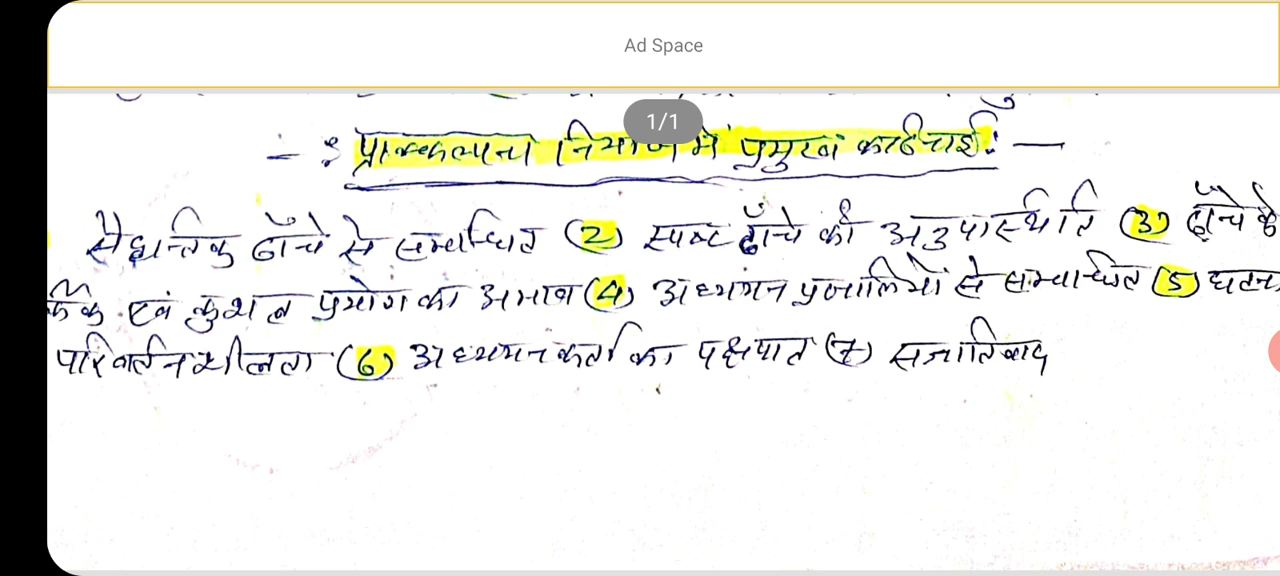 Ad Space
1/1
-: प्राक्कल्पना निर्माण में प्रमुख कठिनाई :-
सैद्धान्तिक ढाँचे से सम्बन्धित (2) स्पष्ट ढाँचे की अनुपस्थिति (3) ढाँचे के
एवं कुशल प्रयोग का अभाव (4) अध्ययन प्रणालियों से सम्बन्धित (5)
परिवर्तनशीलता (6) अध्ययनकर्ता का पक्षपात (7) सजातिवाद